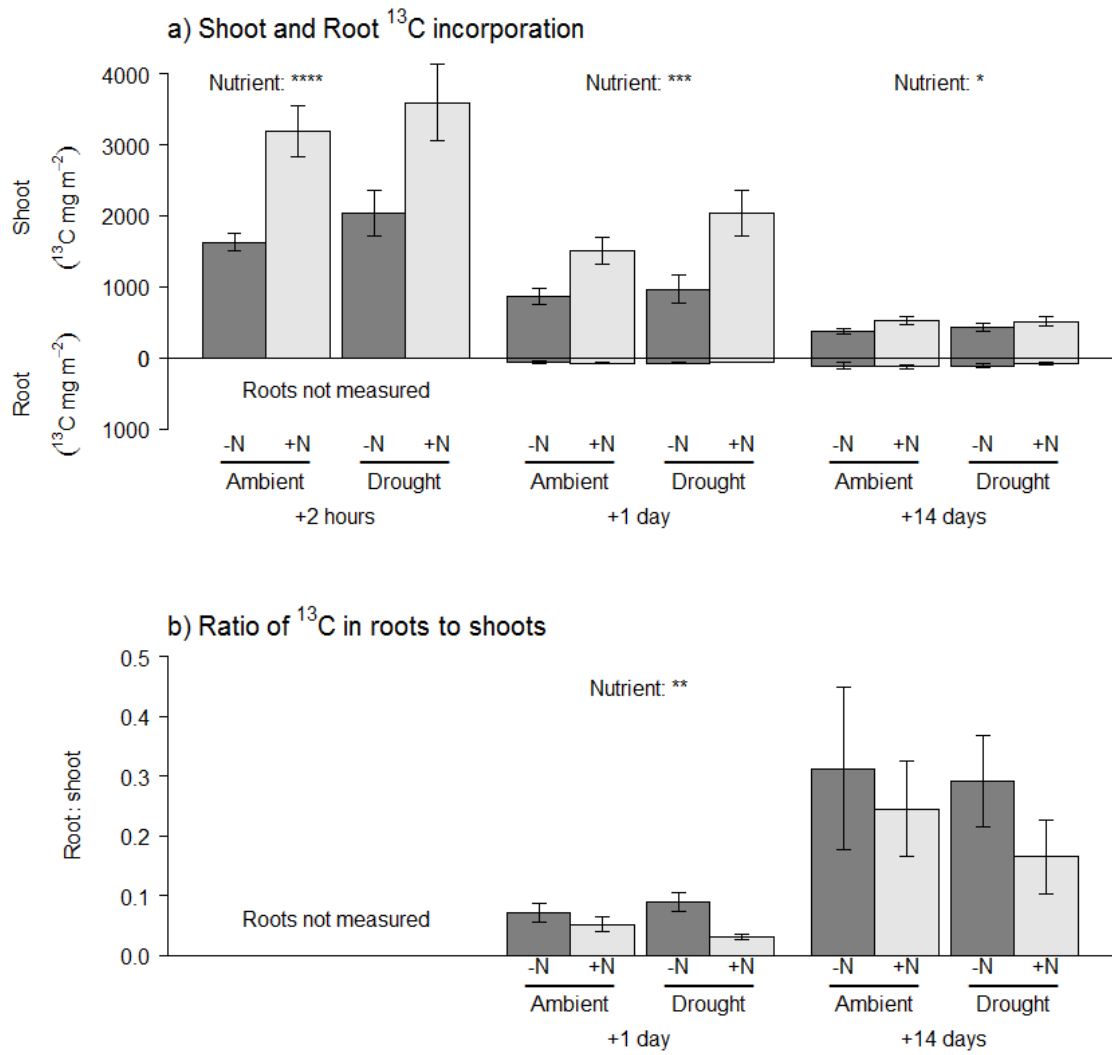 a) Shoot and Root ¹³C incorporation
Nutrient: **** Nutrient: *** Nutrient: *
Shoot
(¹³C mg m⁻²)
4000
3000
2000
1000
0
Root
(¹³C mg m⁻²)
1000
Roots not measured
-N +N -N +N -N +N -N +N -N +N -N +N
Ambient Drought Ambient Drought Ambient Drought
+2 hours +1 day +14 days
b) Ratio of ¹³C in roots to shoots
Nutrient: **
Root : shoot
0.5
0.4
0.3
0.2
0.1
0.0
Roots not measured
-N +N -N +N -N +N -N +N
Ambient Drought Ambient Drought
+1 day +14 days